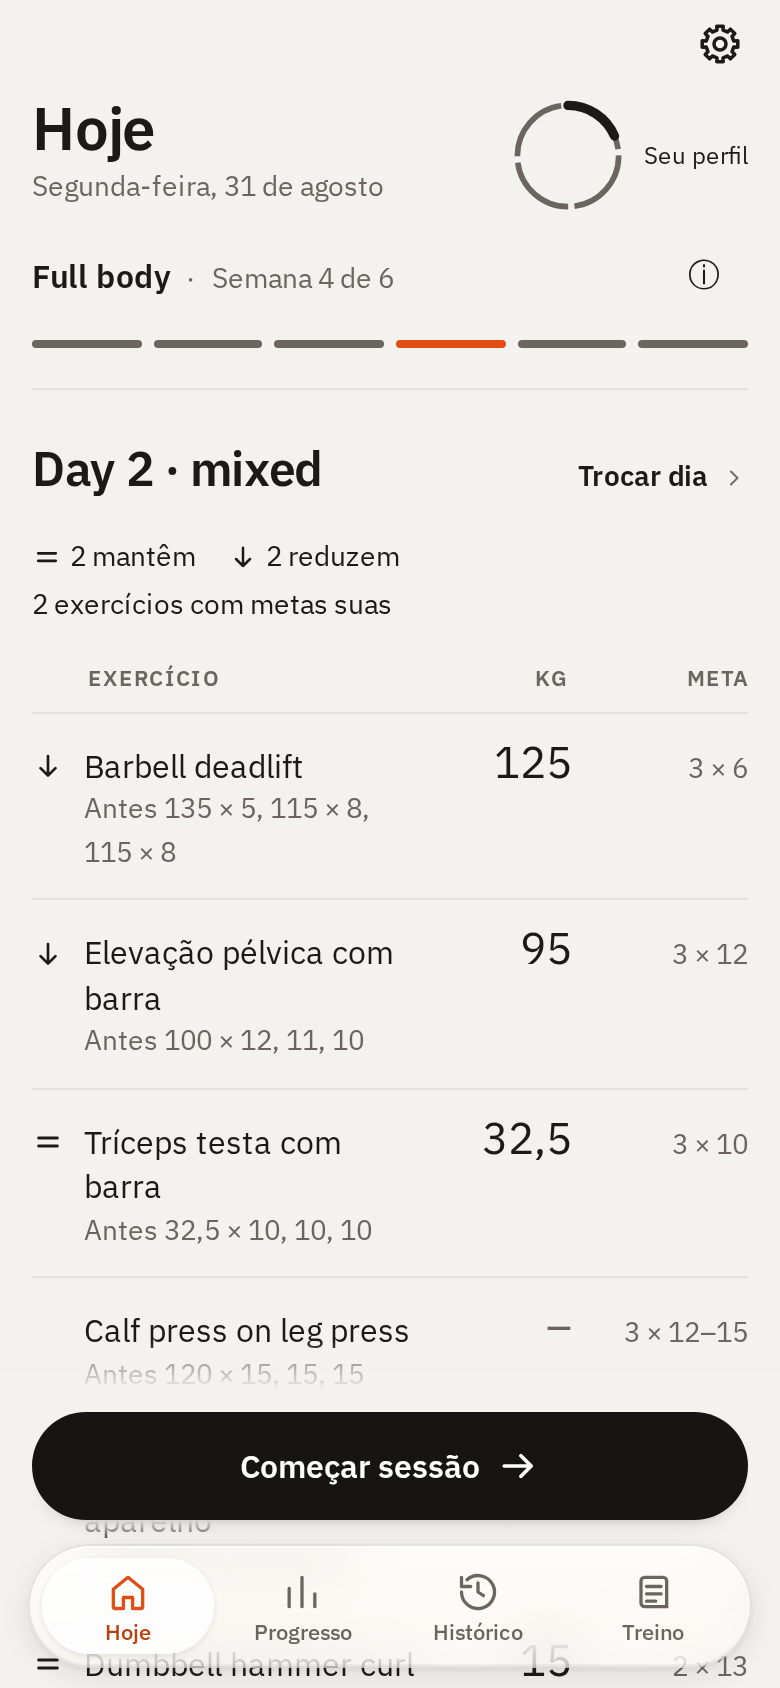 Hoje
Segunda-feira, 31 de agosto
Seu perfil
Full body · Semana 4 de 6
Day 2 · mixed
Trocar dia
= 2 mantêm ↓ 2 reduzem
2 exercícios com metas suas
EXERCÍCIO KG META
↓ Barbell deadlift 125 3 × 6
Antes 135 × 5, 115 × 8,
115 × 8
↓ Elevação pélvica com 95 3 × 12
barra
Antes 100 × 12, 11, 10
= Tríceps testa com 32,5 3 × 10
barra
Antes 32,5 × 10, 10, 10
Calf press on leg press – 3 × 12–15
Antes 120 × 15, 15, 15
Começar sessão →
aparelho
Hoje Progresso Histórico Treino
= Dumbbell hammer curl 15 2 × 13